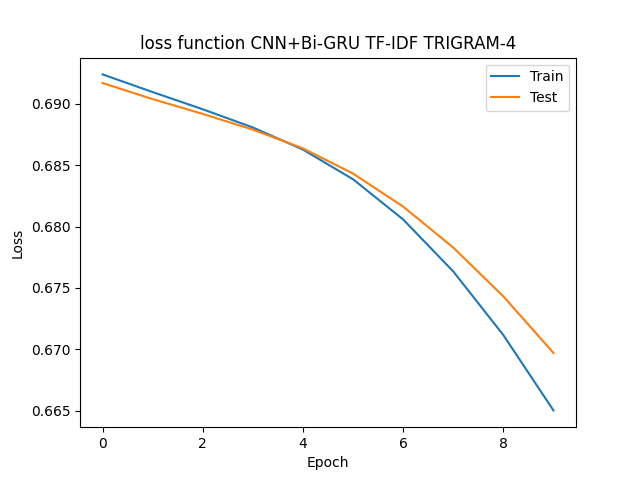 loss function CNN+Bi-GRU TF-IDF TRIGRAM-4
Train
Test
0.690
0.685
0.680
0.675
0.670
0.665
Loss
0 2 4 6 8
Epoch